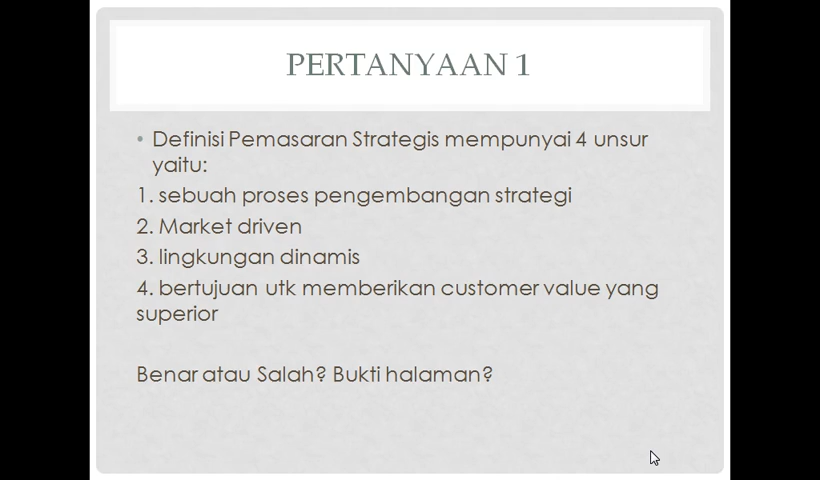 PERTANYAAN 1
• Definisi Pemasaran Strategis mempunyai 4 unsur
yaitu:
1. sebuah proses pengembangan strategi
2. Market driven
3. lingkungan dinamis
4. bertujuan utk memberikan customer value yang
superior
Benar atau Salah? Bukti halaman?